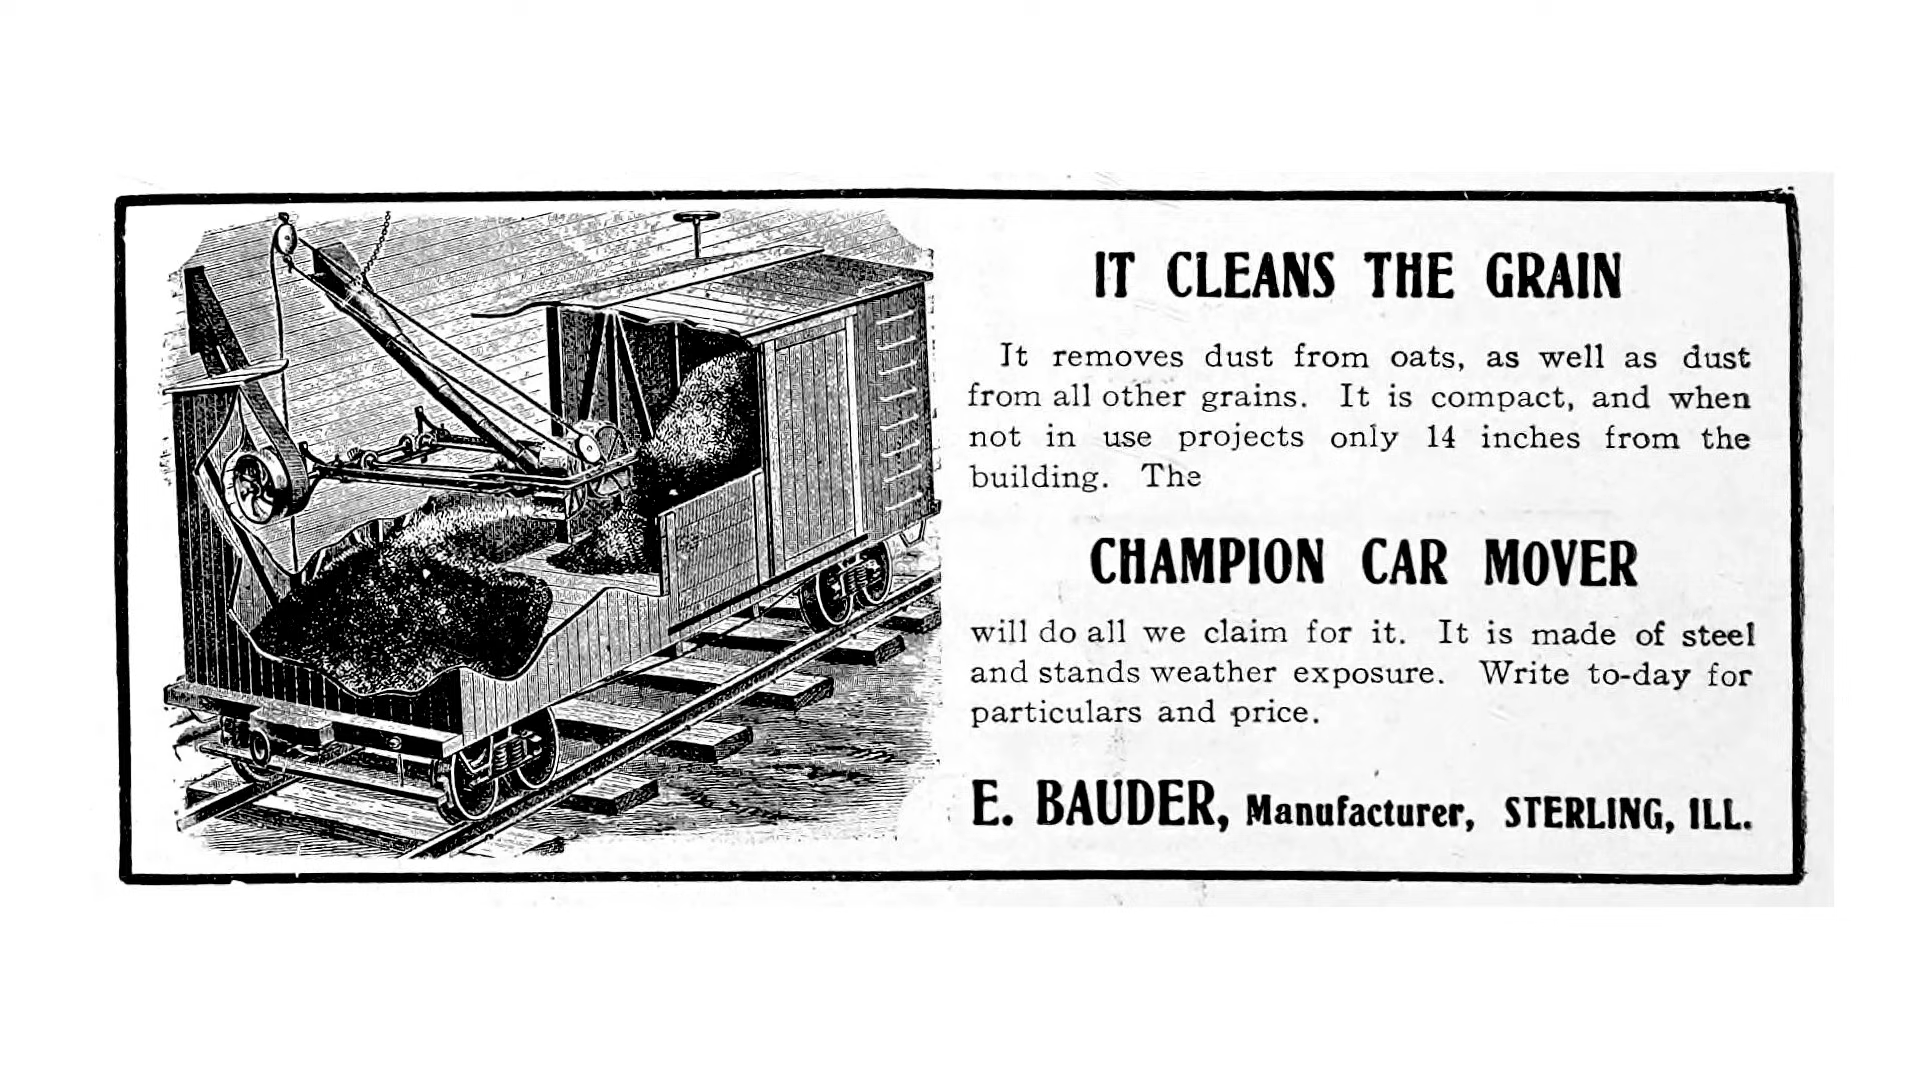 IT CLEANS THE GRAIN
It removes dust from oats, as well as dust
from all other grains. It is compact, and when
not in use projects only 14 inches from the
building. The
CHAMPION CAR MOVER
will do all we claim for it. It is made of steel
and stands weather exposure. Write to-day for
particulars and price.
E. BAUDER, Manufacturer, STERLING, ILL.